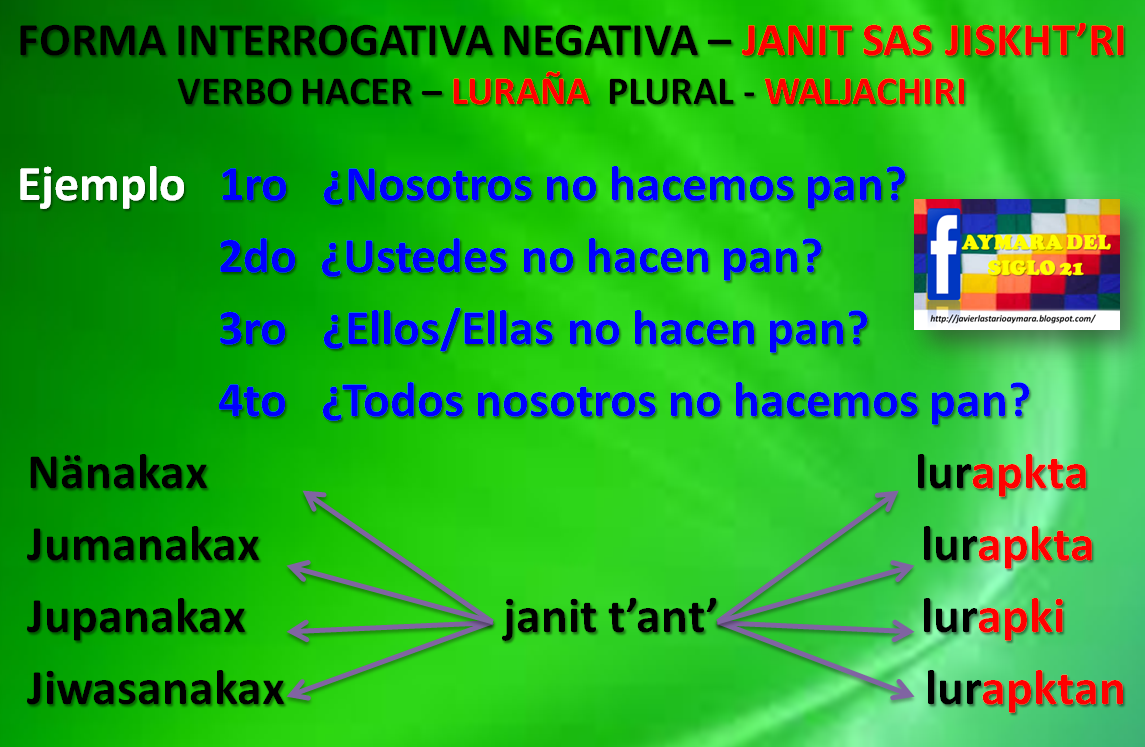 FORMA INTERROGATIVA NEGATIVA – JANIT SAS JISKHT’RI
VERBO HACER – LURAÑA PLURAL - WALJACHIRI
Ejemplo 1ro ¿Nosotros no hacemos pan?
2do ¿Ustedes no hacen pan?
3ro ¿Ellos/Ellas no hacen pan?
4to ¿Todos nosotros no hacemos pan?
f
AYMARA DEL
SIGLO 21
http://javierlastarioaymara.blogspot.com/
Nänakax lurapkta
Jumanakax lurapkta
Jupanakax janit t’ant’ lurapki
Jiwasanakax lurapktan